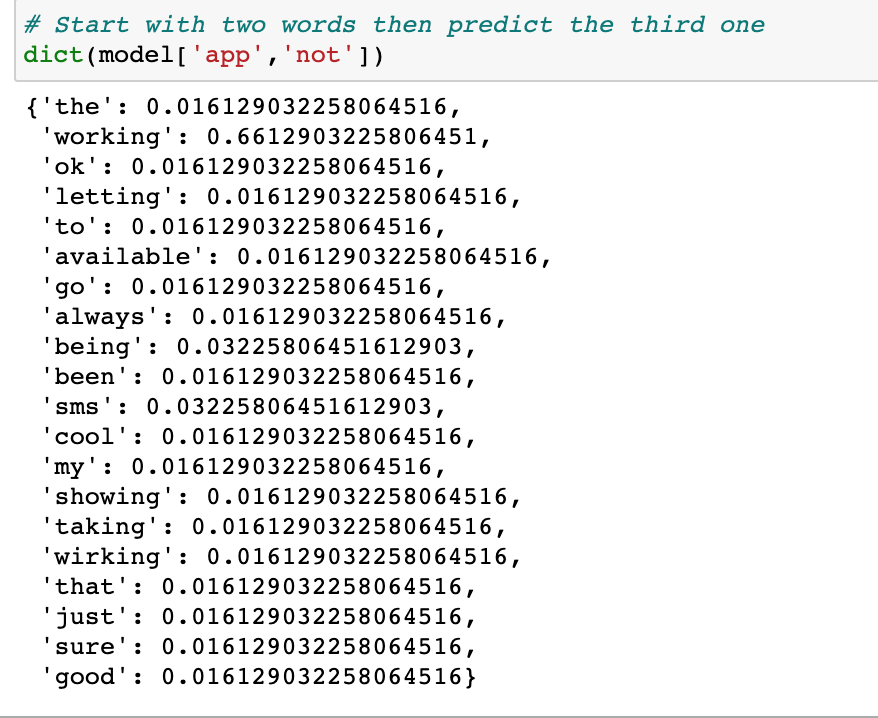 # Start with two words then predict the third one
dict(model['app','not'])
{'the': 0.016129032258064516,
'working': 0.6612903225806451,
'ok': 0.016129032258064516,
'letting': 0.016129032258064516,
'to': 0.016129032258064516,
'available': 0.016129032258064516,
'go': 0.016129032258064516,
'always': 0.016129032258064516,
'being': 0.03225806451612903,
'been': 0.016129032258064516,
'sms': 0.03225806451612903,
'cool': 0.016129032258064516,
'my': 0.016129032258064516,
'showing': 0.016129032258064516,
'taking': 0.016129032258064516,
'wirking': 0.016129032258064516,
'that': 0.016129032258064516,
'just': 0.016129032258064516,
'sure': 0.016129032258064516,
'good': 0.016129032258064516}